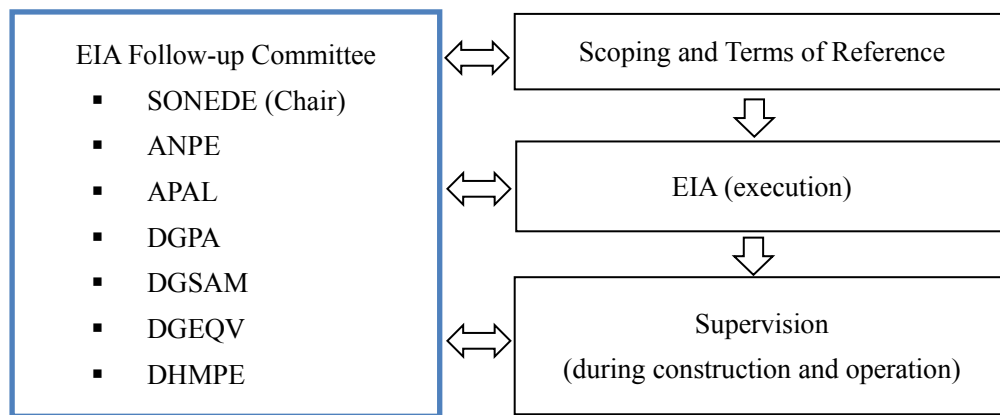 EIA Follow-up Committee
▪ SONEDE (Chair)
▪ ANPE
▪ APAL
▪ DGPA
▪ DGSAM
▪ DGEQV
▪ DHMPE
Scoping and Terms of Reference
EIA (execution)
Supervision
(during construction and operation)